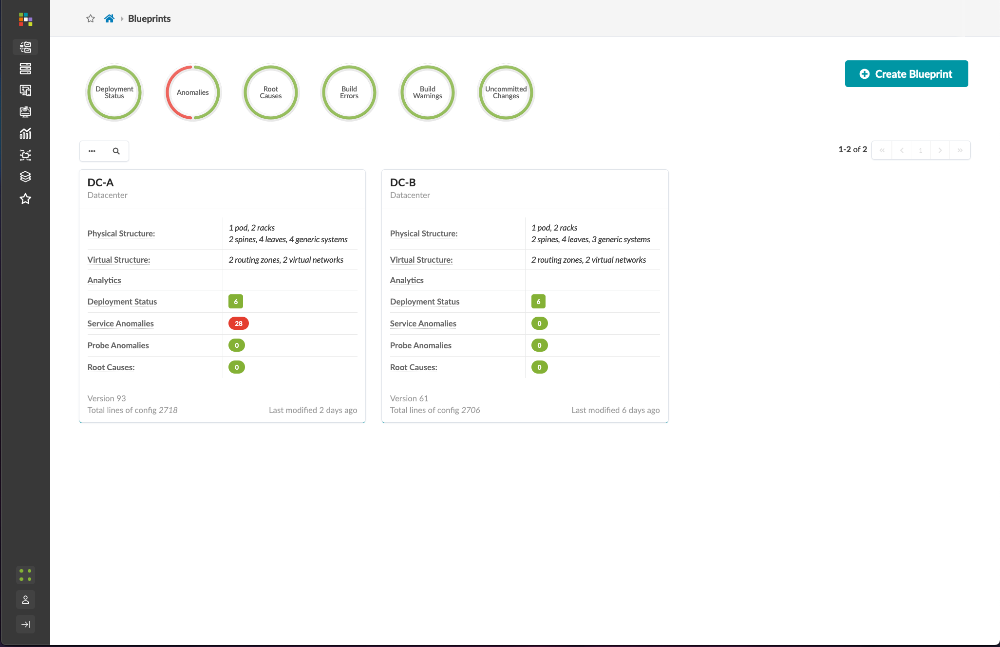 Blueprints
Deployment
Status
Anomalies
Root
Causes
Build
Errors
Build
Warnings
Uncommitted
Changes
Create Blueprint
1-2 of 2
1
DC-A
Datacenter
Physical Structure:
1 pod, 2 racks
2 spines, 4 leaves, 4 generic systems
Virtual Structure:
2 routing zones, 2 virtual networks
Analytics
Deployment Status
6
Service Anomalies
28
Probe Anomalies
0
Root Causes:
0
Version 93
Total lines of config 2718
Last modified 2 days ago
DC-B
Datacenter
Physical Structure:
1 pod, 2 racks
2 spines, 4 leaves, 3 generic systems
Virtual Structure:
2 routing zones, 2 virtual networks
Analytics
Deployment Status
6
Service Anomalies
0
Probe Anomalies
0
Root Causes:
0
Version 61
Total lines of config 2706
Last modified 6 days ago